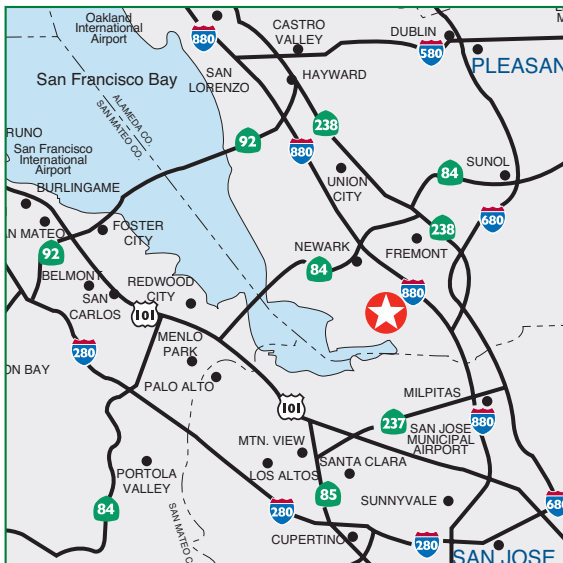 Oakland
International
Airport
880
CASTRO
VALLEY
DUBLIN
580
PLEASAN
San Francisco Bay
SAN
LORENZO
HAYWARD
ALAMEDA CO.
SAN MATEO CO.
92
238
880
RUNO
San Francisco
International
Airport
84
SUNOL
UNION
CITY
BURLINGAME
680
AN MATEO
FOSTER
CITY
238
92
NEWARK
FREMONT
84
BELMONT
REDWOOD
CITY
880
SAN
CARLOS
101
MENLO
PARK
280
ON BAY
PALO ALTO
MILPITAS
101
237
880
SAN JOSE
MUNICIPAL
AIRPORT
MTN. VIEW
SANTA CLARA
LOS ALTOS
PORTOLA
VALLEY
85
SUNNYVALE
680
84
280
SAN MATEO C
CUPERTINO
280
SAN JOSE